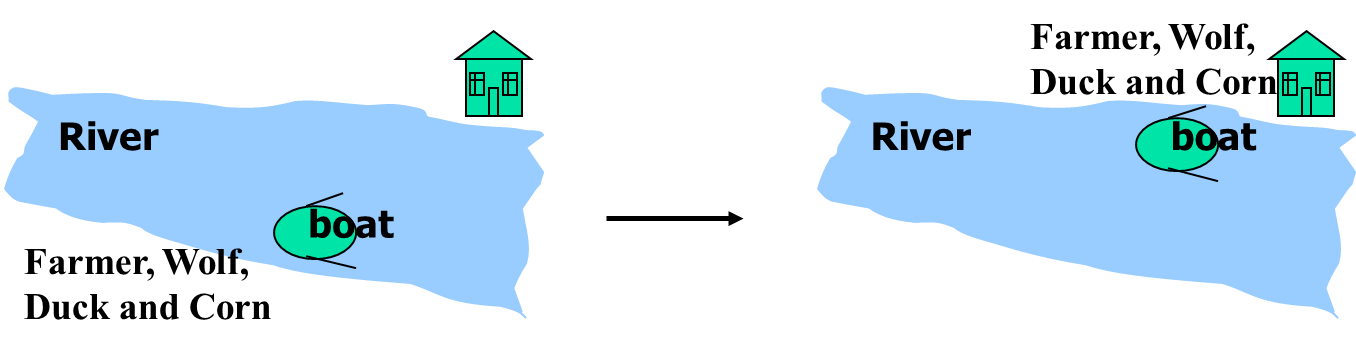 River
boat
Farmer, Wolf,
Duck and Corn
Farmer, Wolf,
Duck and Corn
River
boat